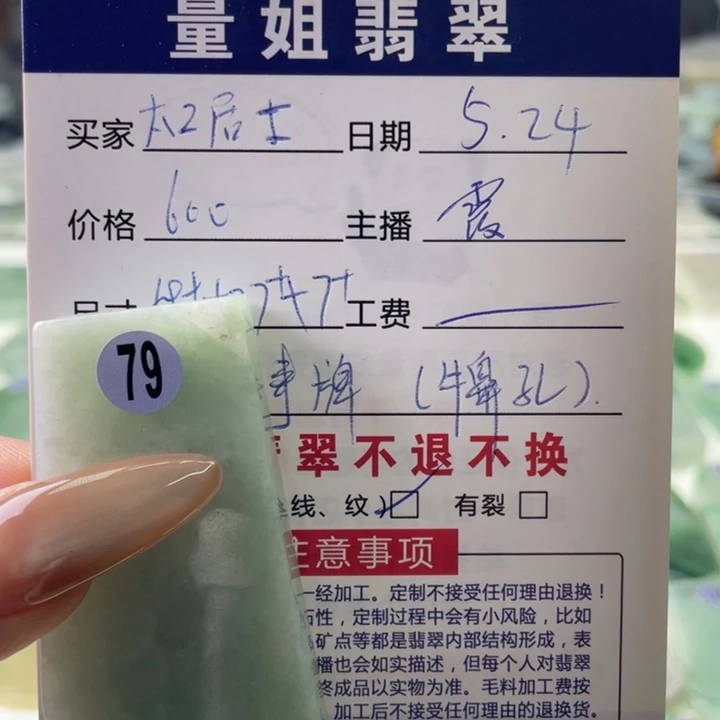 量姐翡翠
买家 太2居士 日期 5.24
价格 600 主播 霞
工费
79
牌 (牛鼻孔).
翠不退不换
线、纹) 有裂
注意事项
一经加工。定制不接受任何理由退换！
石性，定制过程中会有小风险，比如
矿点等都是翡翠内部结构形成，表
播也会如实描述，但每个人对翡翠
终成品以实物为准。毛料加工费按
加工后不接受任何理由的退换货。